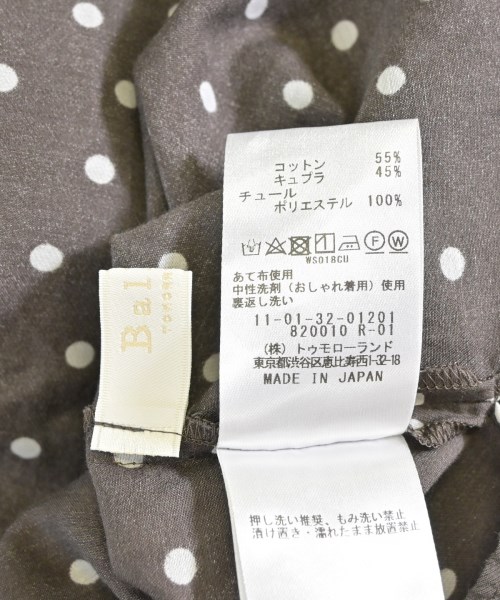 コットン 55%
キュプラ 45%
チュール
ポリエステル 100%
WS018CU
あて布使用
中性洗剤(おしゃれ着用)使用
裏返し洗い
11-01-32-01201
820010 R-01
(株)トゥモローランド
東京都渋谷区恵比寿西1-32-18
MADE IN JAPAN
Bal
押し洗い推奨、もみ洗い禁止
漬け置き・濡れたまま放置禁止